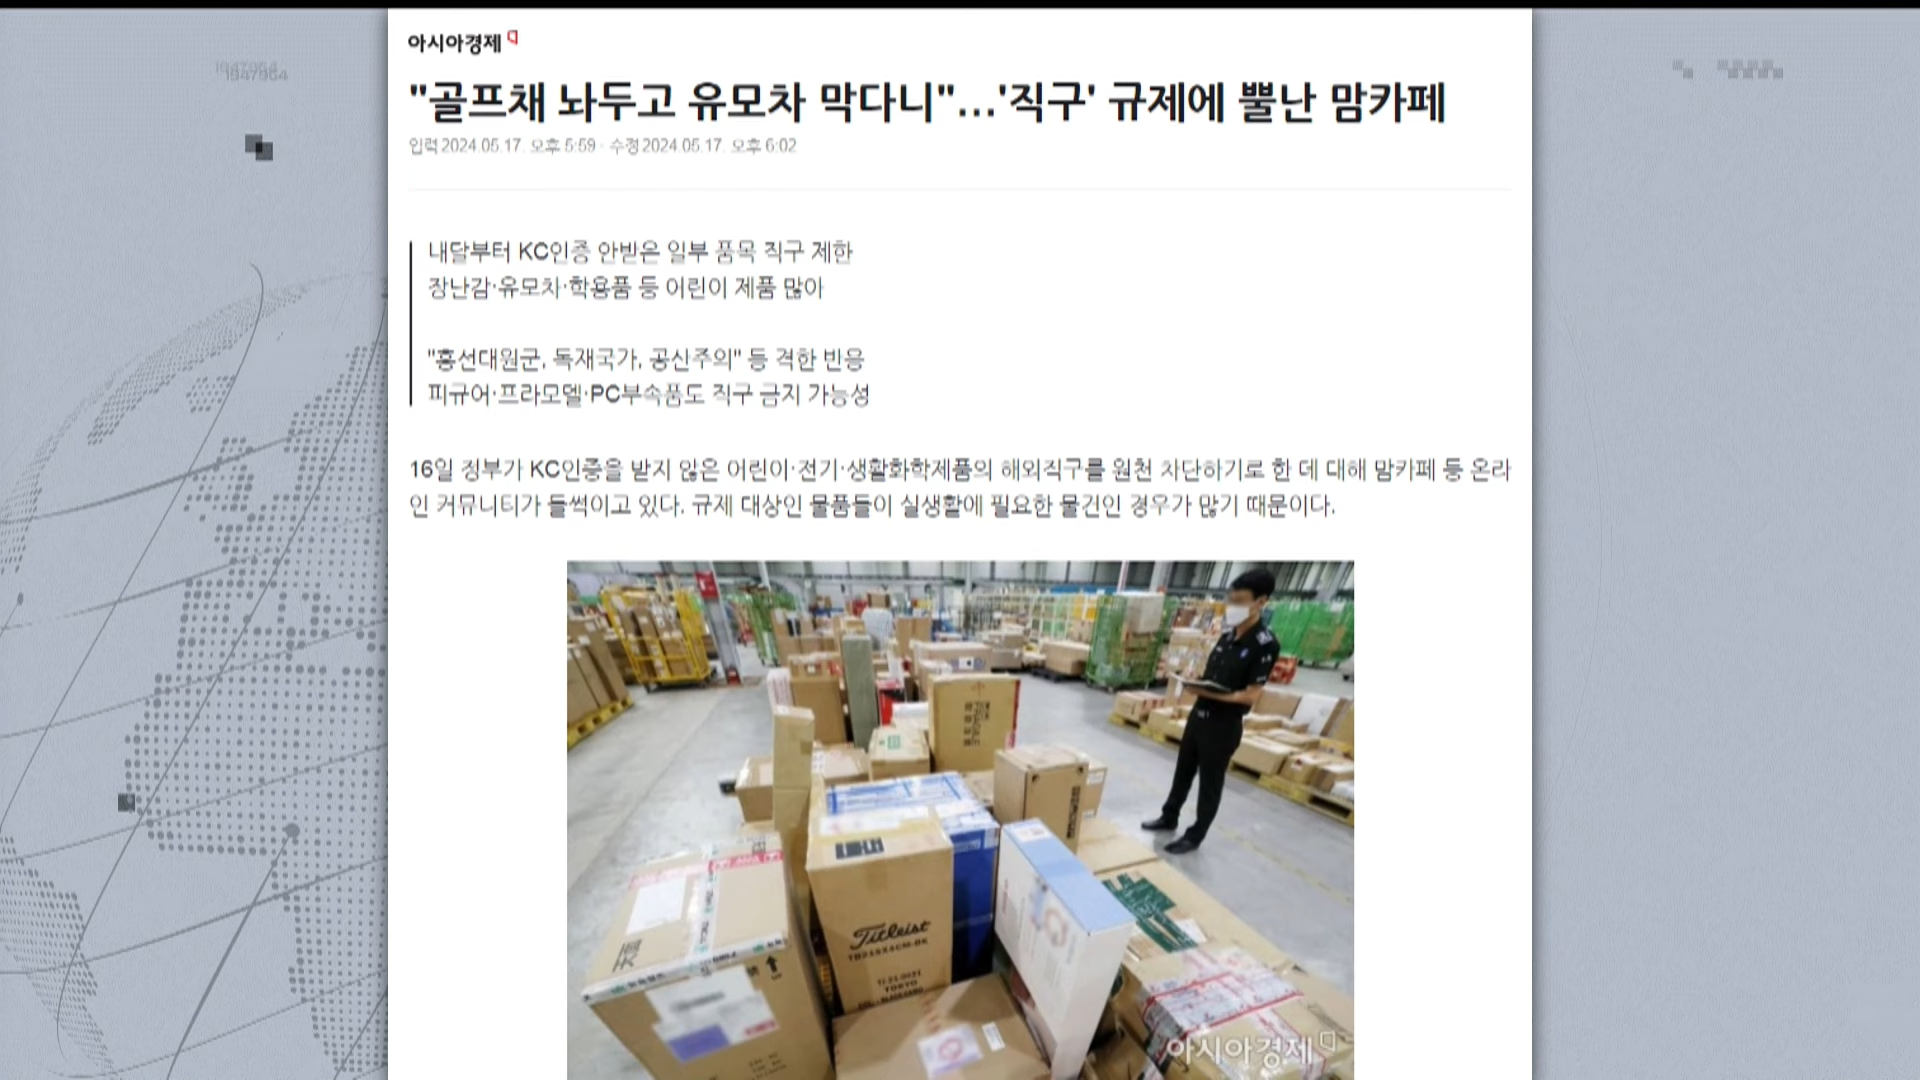 1947954
1947954
아시아경제
"골프채 놔두고 유모차 막다니"...'직구' 규제에 뿔난 맘카페
입력 2024.05.17. 오후 5:59 · 수정 2024.05.17. 오후 6:02
내달부터 KC인증 안받은 일부 품목 직구 제한
장난감·유모차·학용품 등 어린이 제품 많아
"흥선대원군, 독재국가, 공산주의" 등 격한 반응
피규어·프라모델·PC부속품도 직구 금지 가능성
16일 정부가 KC인증을 받지 않은 어린이·전기·생활화학제품의 해외직구를 원천 차단하기로 한 데 대해 맘카페 등 온라
인 커뮤니티가 들썩이고 있다. 규제 대상인 물품들이 실생활에 필요한 물건인 경우가 많기 때문이다.
FRAGILE
Titleist
TOKYO
아시아경제